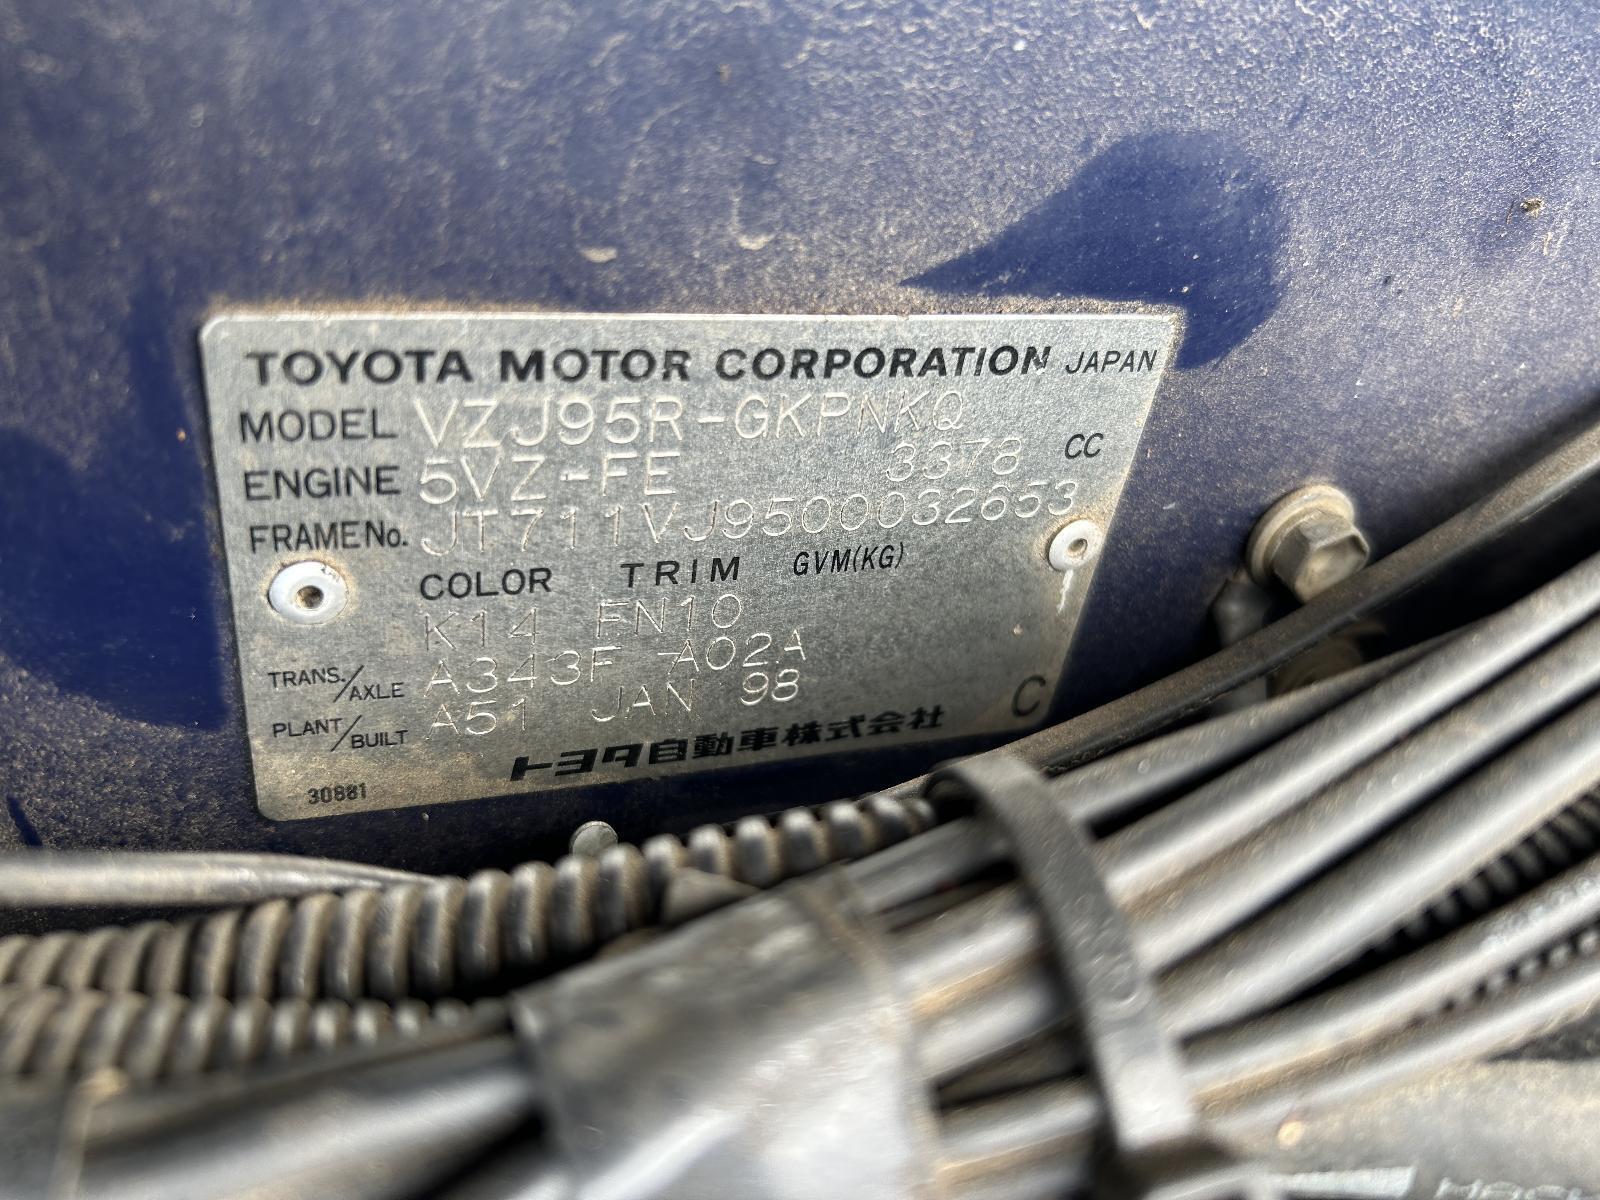 TOYOTA MOTOR CORPORATION JAPAN
MODEL VZJ95R-GKPNKQ
ENGINE 5VZ-FE 3378 CC
FRAME No. JT711VJ9500032653
COLOR TRIM GVM(KG)
K14 FN10
TRANS./AXLE A343F A02A
PLANT/BUILT A51 JAN 98
トヨタ自動車株式会社 C
30881